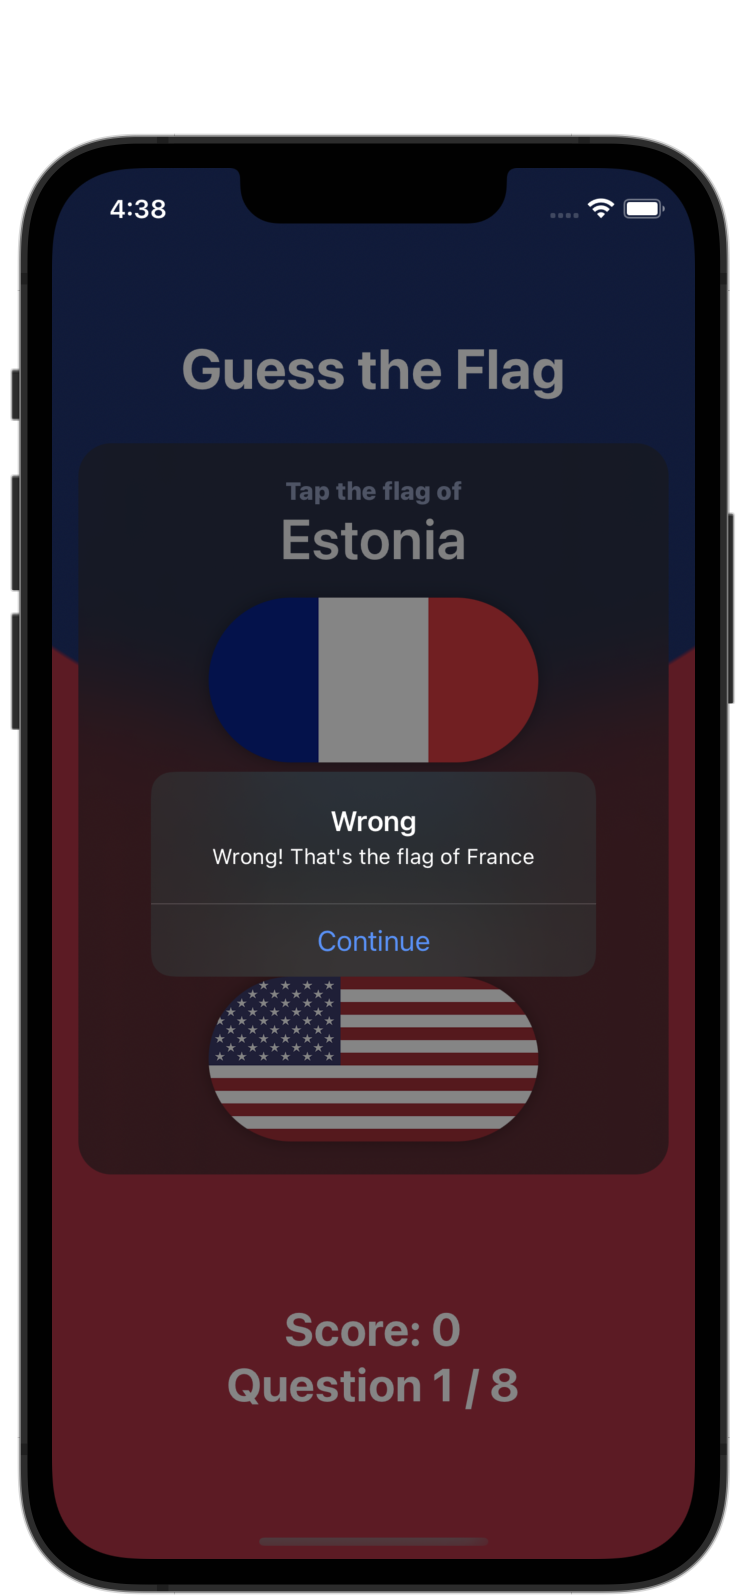 4:38
Guess the Flag
Tap the flag of
Estonia
Wrong
Wrong! That's the flag of France
Continue
Score: 0
Question 1 / 8